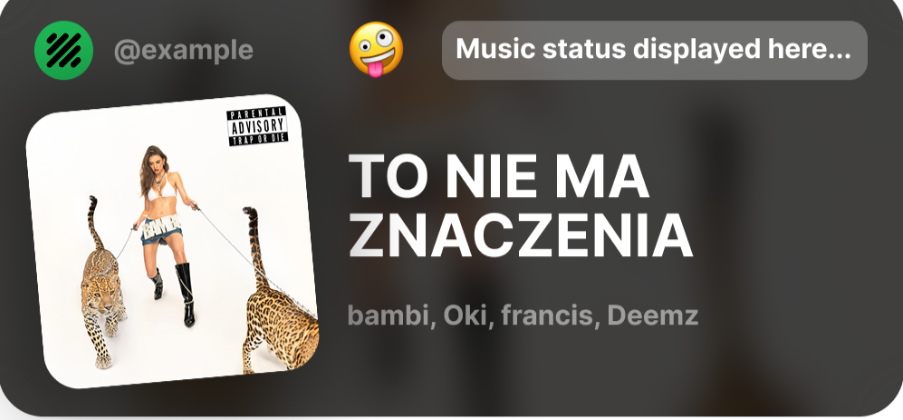 @example
Music status displayed here...
PARENTAL
ADVISORY
TRAP OR DIE
BAMBI
TO NIE MA
ZNACZENIA
bambi, Oki, francis, Deemz